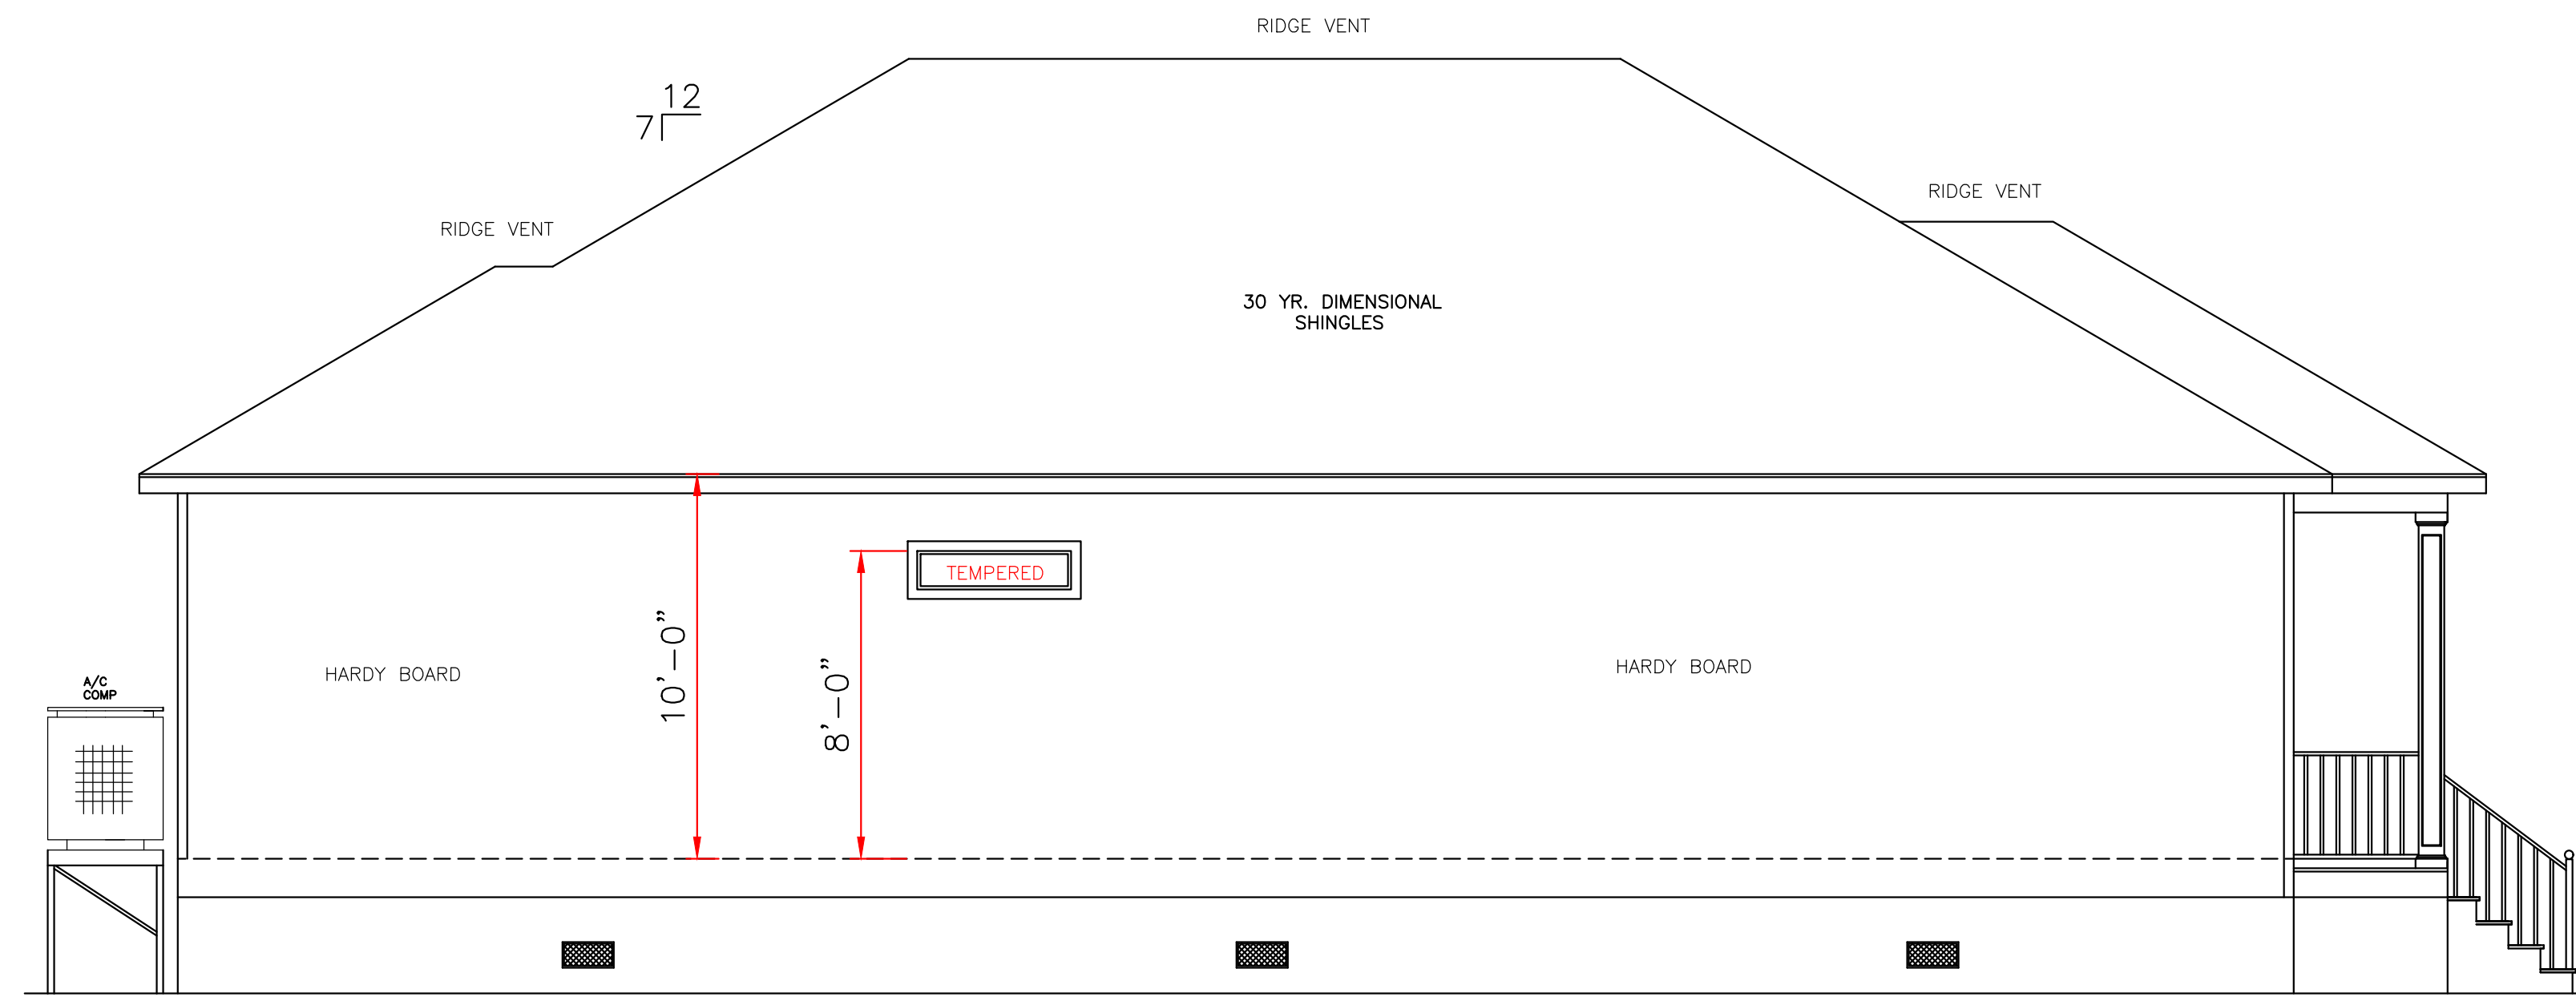 RIDGE VENT
12
7
RIDGE VENT
RIDGE VENT
30 YR. DIMENSIONAL
SHINGLES
TEMPERED
10'-0"
8'-0"
HARDY BOARD
HARDY BOARD
A/C
COMP